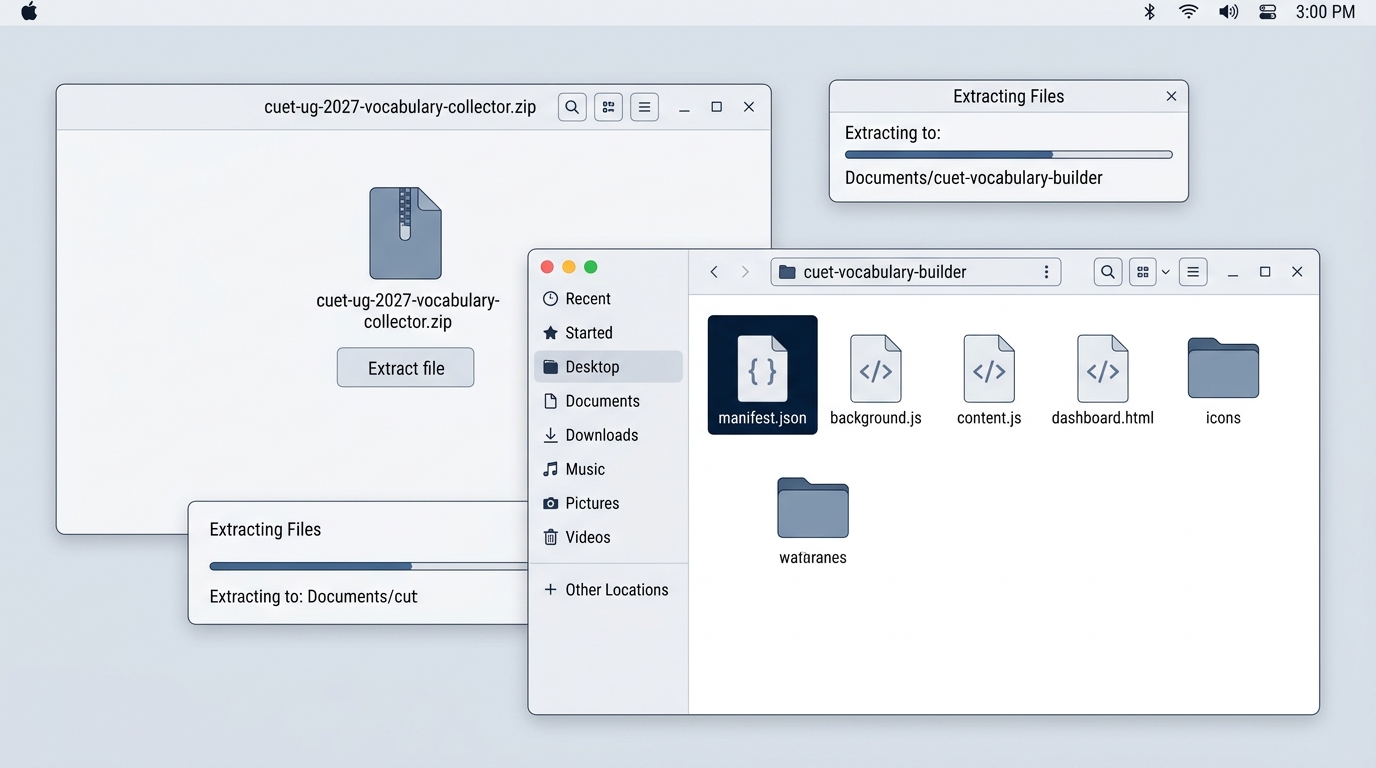 3:00 PM
cuet-ug-2027-vocabulary-collector.zip
cuet-ug-2027-vocabulary-
collector.zip
Extract file
Extracting Files
Extracting to:
Documents/cuet-vocabulary-builder
Extracting Files
Extracting to: Documents/cut
cuet-vocabulary-builder
Recent
Started
Desktop
Documents
Downloads
Music
Pictures
Videos
Other Locations
{ } </> </> </>
manifest.json background.js content.js dashboard.html icons